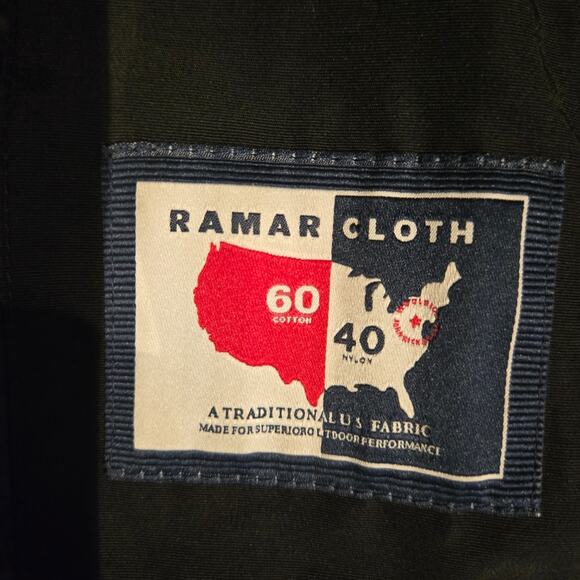 RAMAR CLOTH
60
COTTON
40
NYLON
A TRADITIONAL U S FABRIC
MADE FOR SUPERIOR OUTDOOR PERFORMANCE